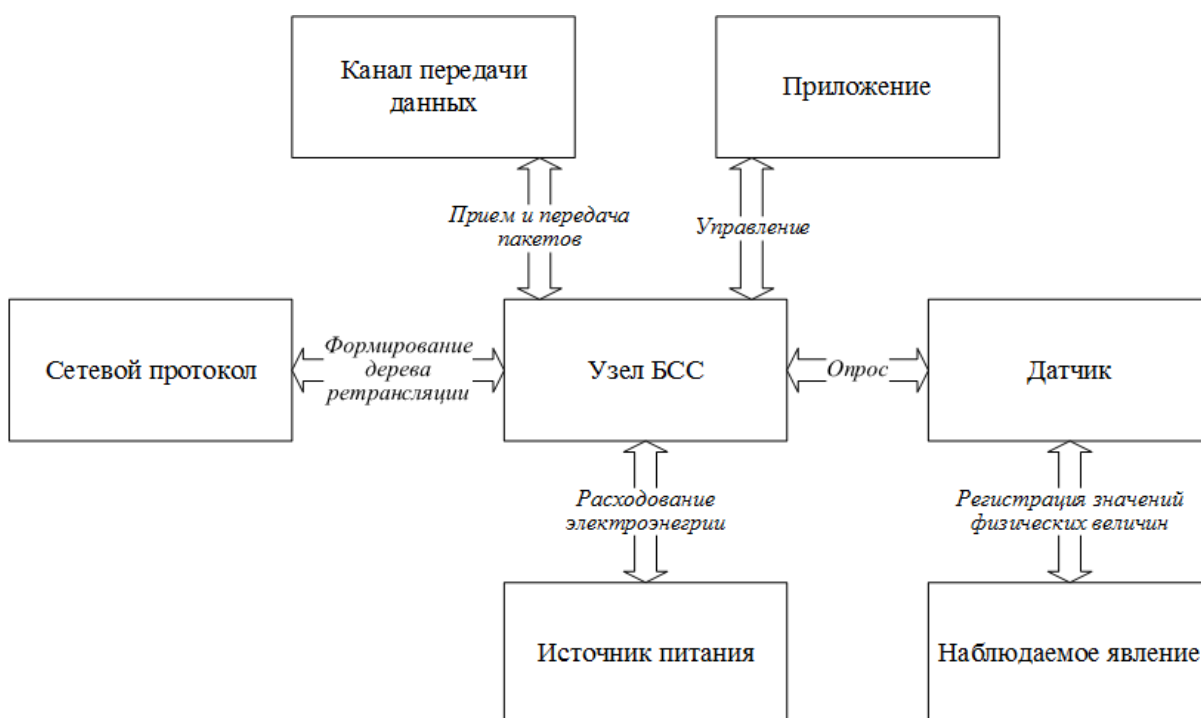 Канал передачи
данных
Приложение
Прием и передача
пакетов
Управление
Сетевой протокол
Формирование
дерева
ретрансляции
Узел БСС
Опрос
Датчик
Расходование
электроэнегрии
Регистрация значений
физических величин
Источник питания
Наблюдаемое явление